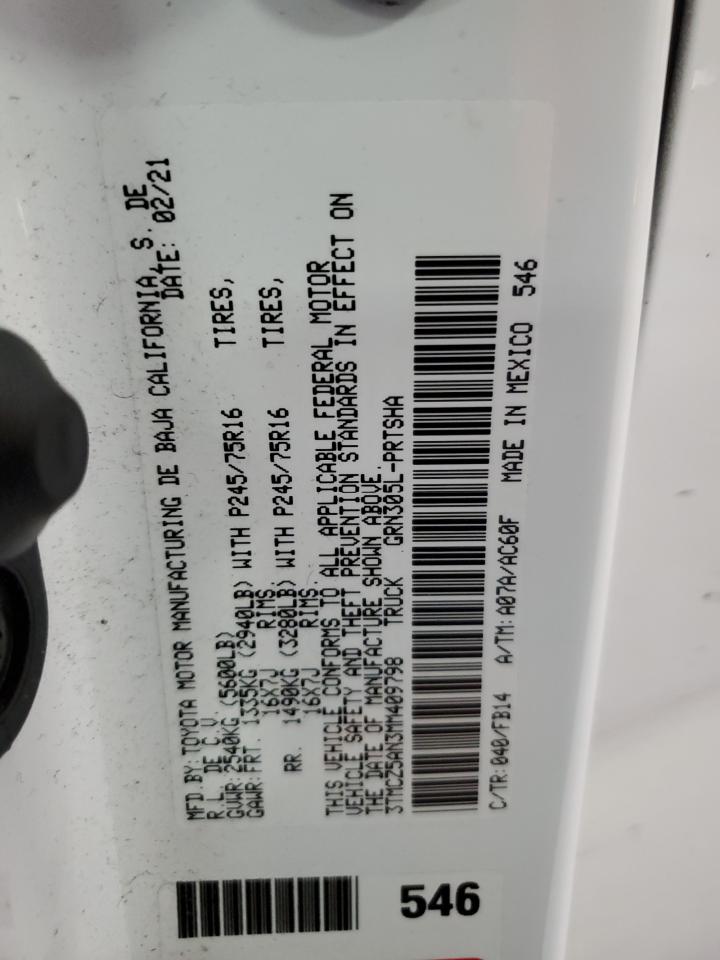 MFD.BY: TOYOTA MOTOR MANUFACTURING DE BAJA CALIFORNIA, S. DE
R.L. DE C.V. DATE: 02/21
GVWR: 2540KG (5600LB)
GAWR: FRT. 1335KG (2940LB) WITH P245/75R16 TIRES,
16X7J RIMS,
RR. 1490KG (3280LB) WITH P245/75R16 TIRES,
16X7J RIMS.
THIS VEHICLE CONFORMS TO ALL APPLICABLE FEDERAL MOTOR
VEHICLE SAFETY AND THEFT PREVENTION STANDARDS IN EFFECT ON
THE DATE OF MANUFACTURE SHOWN ABOVE.
3TMCZ5AN3MM409798 TRUCK GRN305L-PRTSHA
C/TR: 040/FB14 A/TM: A07A/AC60F MADE IN MEXICO 546
546